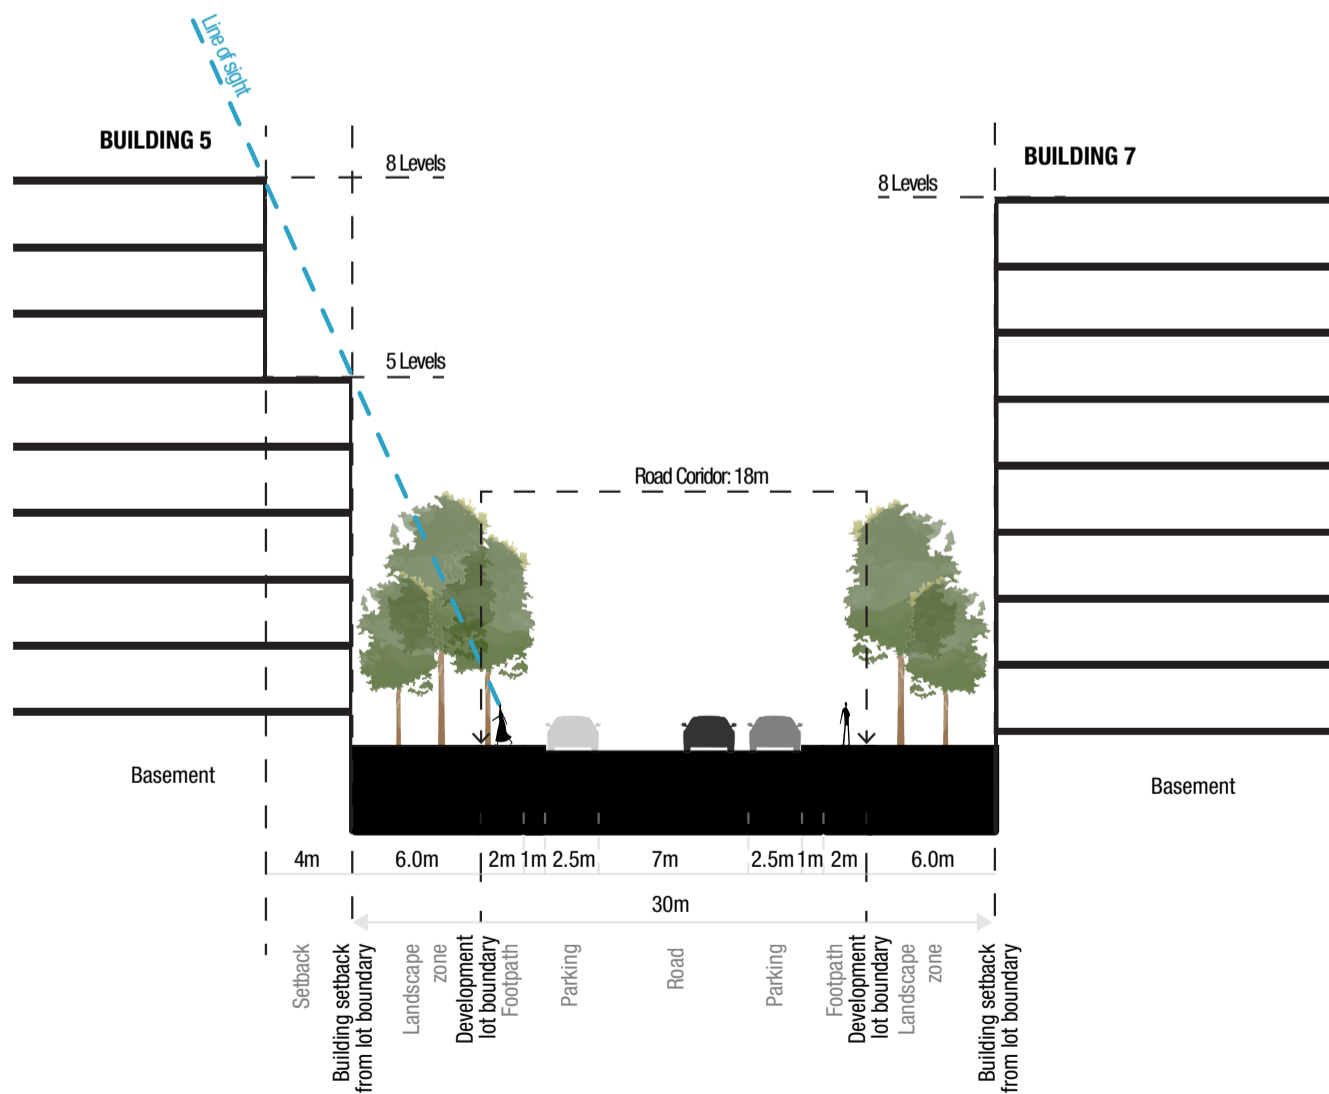 Line of sight
BUILDING 5
8 Levels
BUILDING 7
8 Levels
5 Levels
Road Coridor: 18m
Basement
Basement
4m
6.0m
2m
1m
2.5m
7m
2.5m
1m
2m
6.0m
30m
Setback
Building setback
from lot boundary
Landscape
zone
Development
lot boundary
Footpath
Parking
Road
Parking
Footpath
Development
lot boundary
Landscape
zone
Building setback
from lot boundary